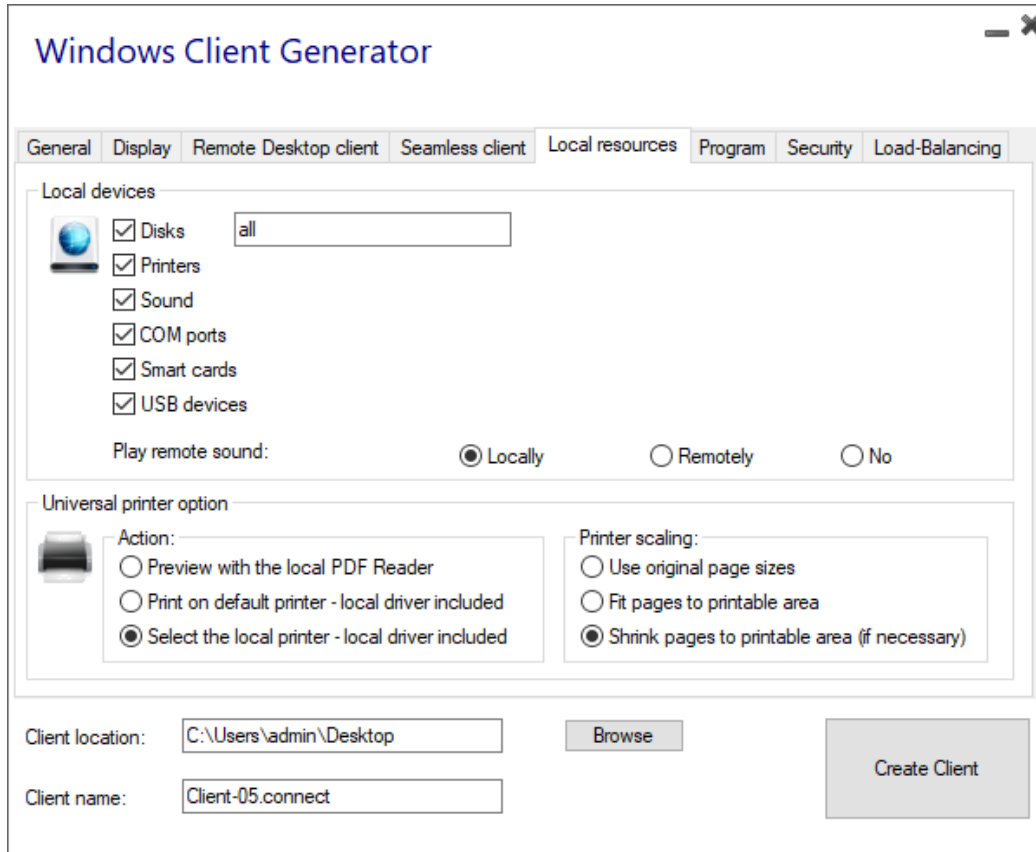 Windows Client Generator
General Display Remote Desktop client Seamless client Local resources Program Security Load-Balancing
Local devices
Disks all
Printers
Sound
COM ports
Smart cards
USB devices
Play remote sound: Locally Remotely No
Universal printer option
Action:
Preview with the local PDF Reader
Print on default printer - local driver included
Select the local printer - local driver included
Printer scaling:
Use original page sizes
Fit pages to printable area
Shrink pages to printable area (if necessary)
Client location: C:\Users\admin\Desktop Browse
Create Client
Client name: Client-05.connect